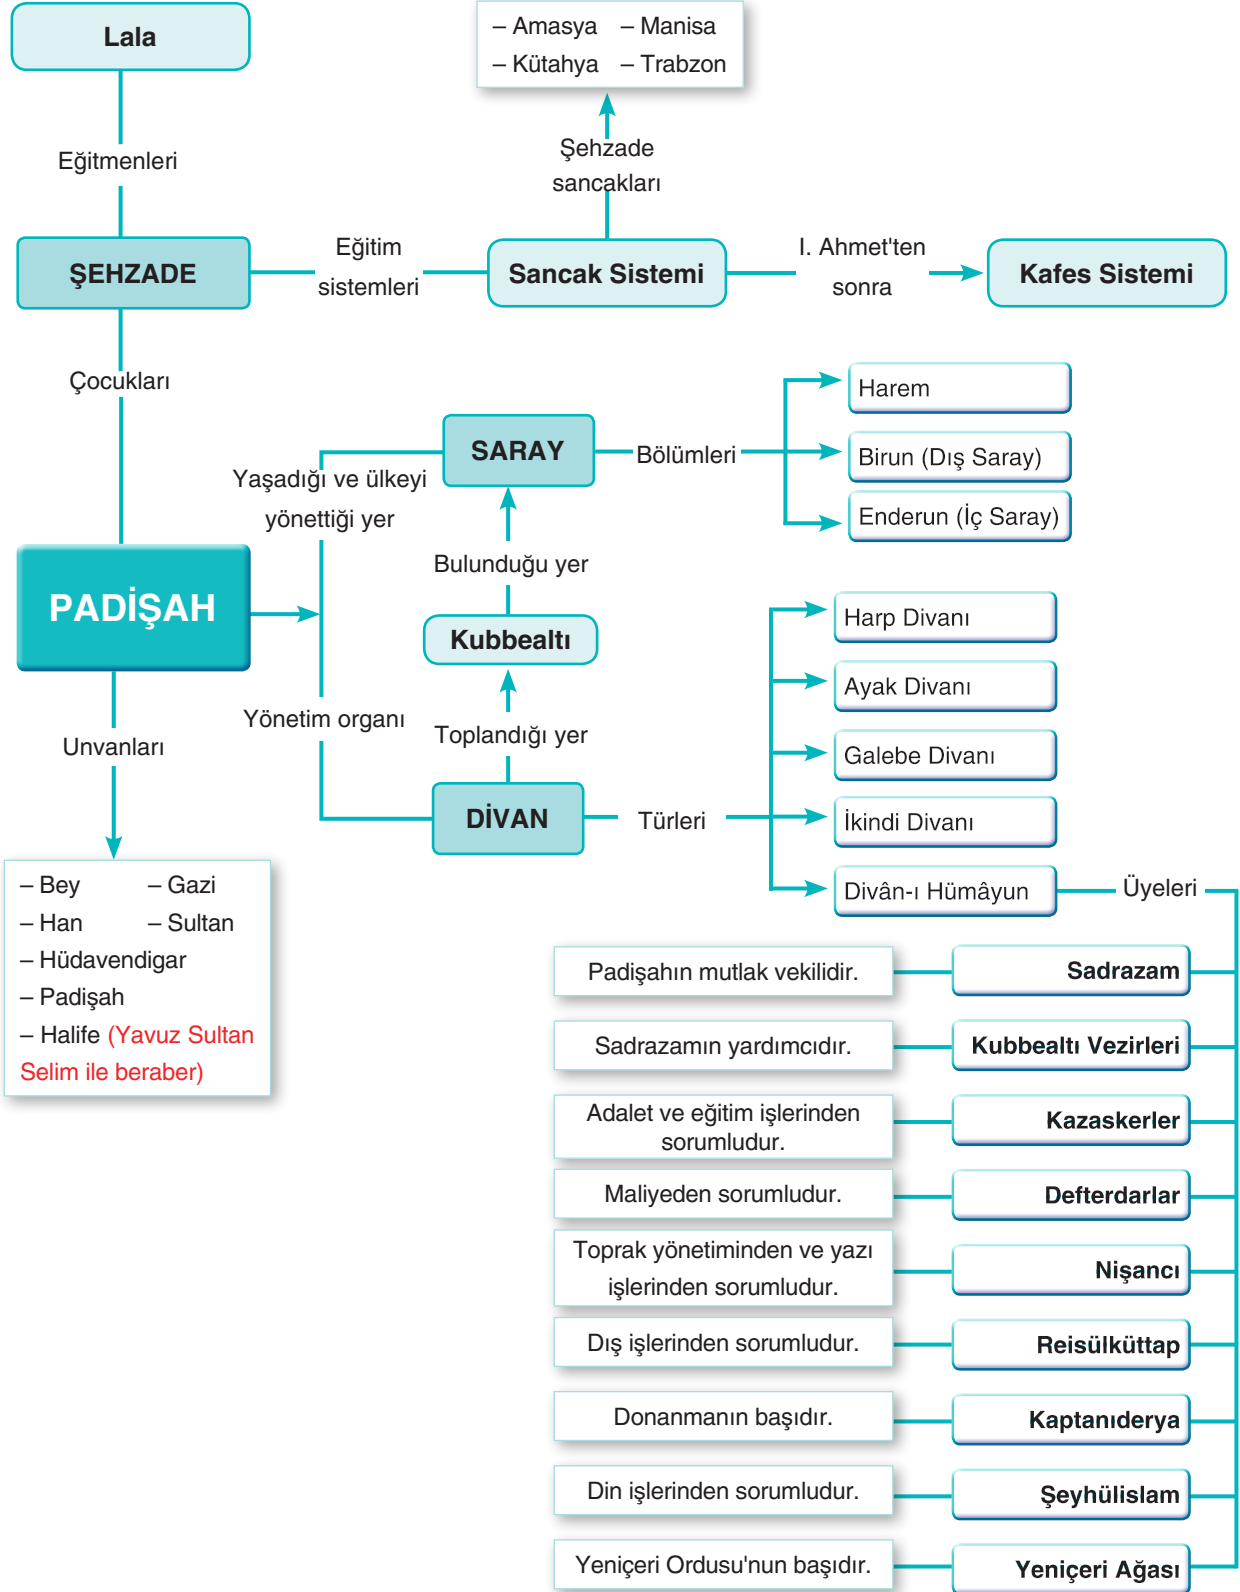 Lala
– Amasya – Manisa
– Kütahya – Trabzon
Eğitmenleri
Şehzade
sancakları
ŞEHZADE
Eğitim
sistemleri
Sancak Sistemi
I. Ahmet'ten
sonra
Kafes Sistemi
Çocukları
Yaşadığı ve ülkeyi
yönettiği yer
SARAY
Bölümleri
Harem
Birun (Dış Saray)
Enderun (İç Saray)
Bulunduğu yer
PADİŞAH
Kubbealtı
Yönetim organı
Toplandığı yer
DİVAN
Türleri
Harp Divanı
Ayak Divanı
Galebe Divanı
İkindi Divanı
Divân-ı Hümâyun
Üyeleri
Unvanları
– Bey – Gazi
– Han – Sultan
– Hüdavendigar
– Padişah
– Halife (Yavuz Sultan
Selim ile beraber)
Padişahın mutlak vekilidir.
Sadrazam
Sadrazamın yardımcıdır.
Kubbealtı Vezirleri
Adalet ve eğitim işlerinden
sorumludur.
Kazaskerler
Maliyeden sorumludur.
Defterdarlar
Toprak yönetiminden ve yazı
işlerinden sorumludur.
Nişancı
Dış işlerinden sorumludur.
Reisülküttap
Donanmanın başıdır.
Kaptanıderya
Din işlerinden sorumludur.
Şeyhülislam
Yeniçeri Ordusu'nun başıdır.
Yeniçeri Ağası